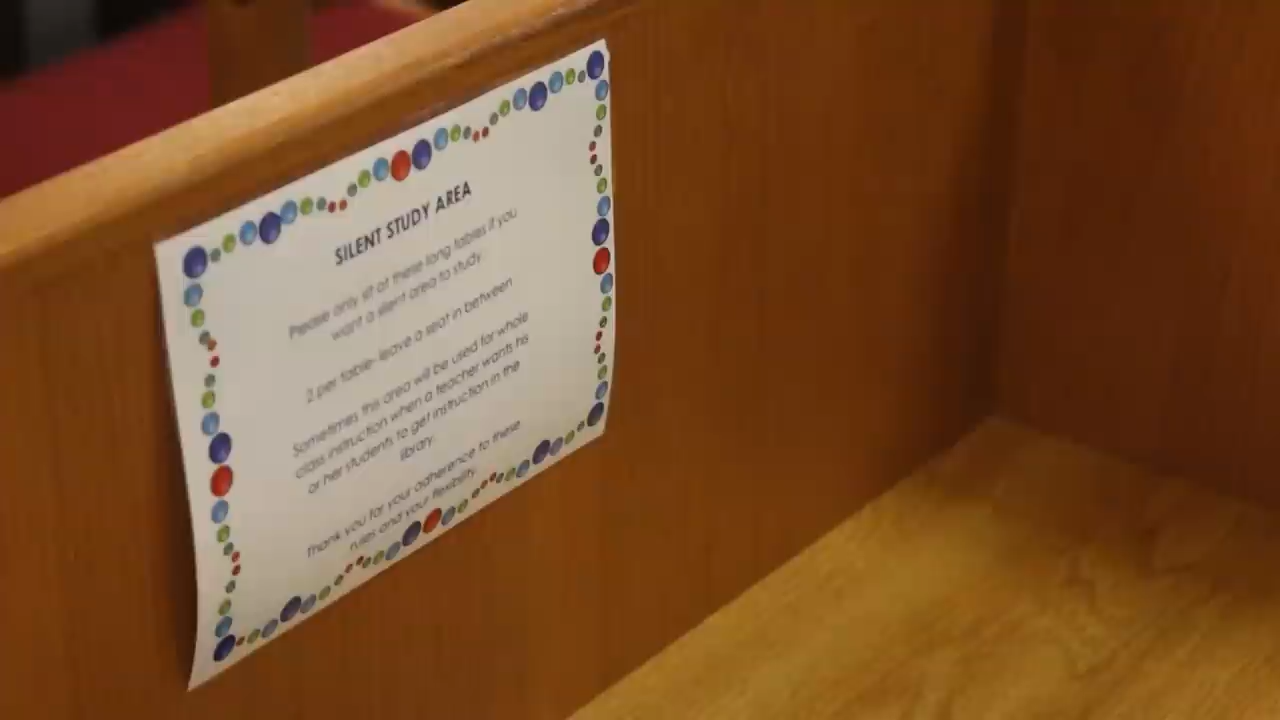 SILENT STUDY AREA
Please only sit at these long tables if you
want a silent area to study.
2 per table- leave a seat in between
Sometimes this area will be used for whole
class instruction when a teacher wants his
or her students to get instruction in the
library.
Thank you for your adherence to these
rules and your flexibility.